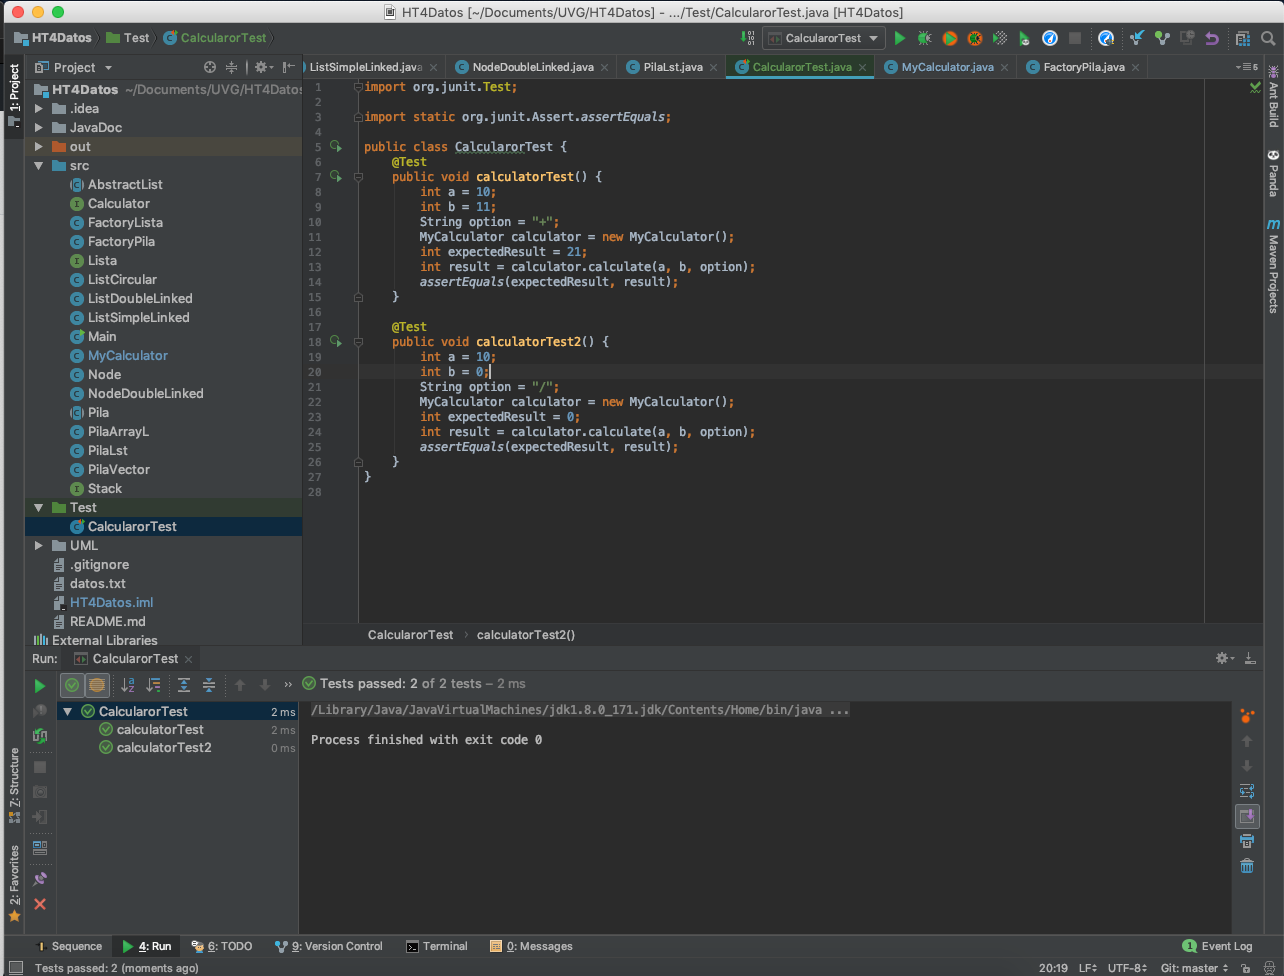 HT4Datos [~/Documents/UVG/HT4Datos] - .../Test/CalcularorTest.java [HT4Datos]
HT4Datos Test CalcularorTest CalcularorTest
1: Project
Project
ListSimpleLinked.java NodeDoubleLinked.java PilaLst.java CalcularorTest.java MyCalculator.java FactoryPila.java 5
HT4Datos ~/Documents/UVG/HT4Datos
.idea
JavaDoc
out
src
AbstractList
Calculator
FactoryLista
FactoryPila
Lista
ListCircular
ListDoubleLinked
ListSimpleLinked
Main
MyCalculator
Node
NodeDoubleLinked
Pila
PilaArrayL
PilaLst
PilaVector
Stack
Test
CalcularorTest
UML
.gitignore
datos.txt
HT4Datos.iml
README.md
External Libraries
1 import org.junit.Test;
2
3 import static org.junit.Assert.assertEquals;
4
5 public class CalcularorTest {
6 @Test
7 public void calculatorTest() {
8 int a = 10;
9 int b = 11;
10 String option = "+";
11 MyCalculator calculator = new MyCalculator();
12 int expectedResult = 21;
13 int result = calculator.calculate(a, b, option);
14 assertEquals(expectedResult, result);
15 }
16
17 @Test
18 public void calculatorTest2() {
19 int a = 10;
20 int b = 0;
21 String option = "/";
22 MyCalculator calculator = new MyCalculator();
23 int expectedResult = 0;
24 int result = calculator.calculate(a, b, option);
25 assertEquals(expectedResult, result);
26 }
27 }
28
CalcularorTest calculatorTest2()
Ant Build
Panda
Maven Projects
Run: CalcularorTest
Tests passed: 2 of 2 tests – 2 ms
CalcularorTest 2 ms
calculatorTest 2 ms
calculatorTest2 0 ms
/Library/Java/JavaVirtualMachines/jdk1.8.0_171.jdk/Contents/Home/bin/java ...
Process finished with exit code 0
7: Structure
2: Favorites
Sequence 4: Run 6: TODO 9: Version Control Terminal 0: Messages 1 Event Log
Tests passed: 2 (moments ago) 20:19 LF UTF-8 Git: master